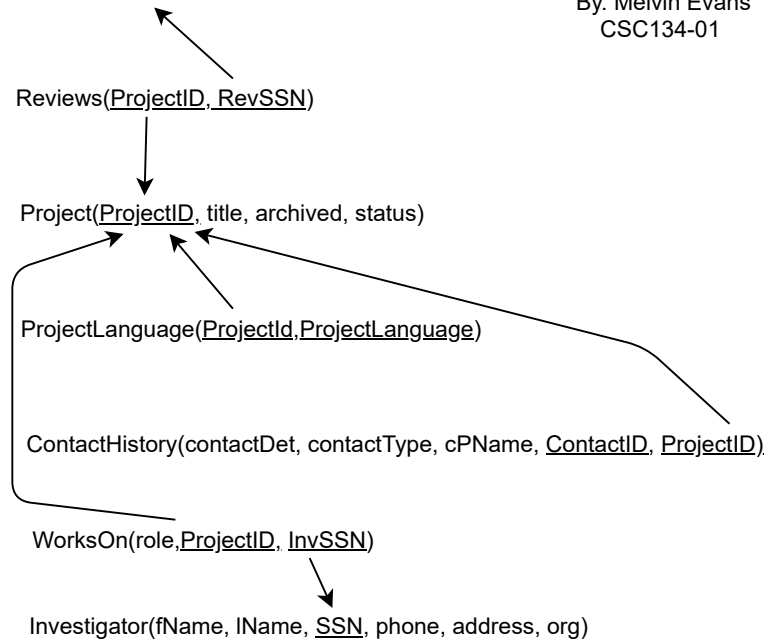 By: Melvin Evans
CSC134-01
Reviews(ProjectID, RevSSN)
Project(ProjectID, title, archived, status)
ProjectLanguage(ProjectId,ProjectLanguage)
ContactHistory(contactDet, contactType, cPName, ContactID, ProjectID)
WorksOn(role,ProjectID, InvSSN)
Investigator(fName, lName, SSN, phone, address, org)